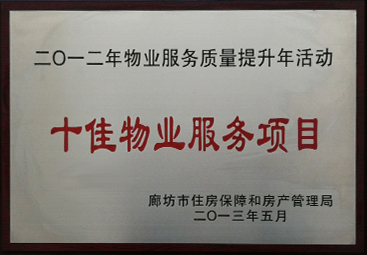 二〇一二年物业服务质量提升年活动
十佳物业服务项目
廊坊市住房保障和房产管理局
二〇一三年五月